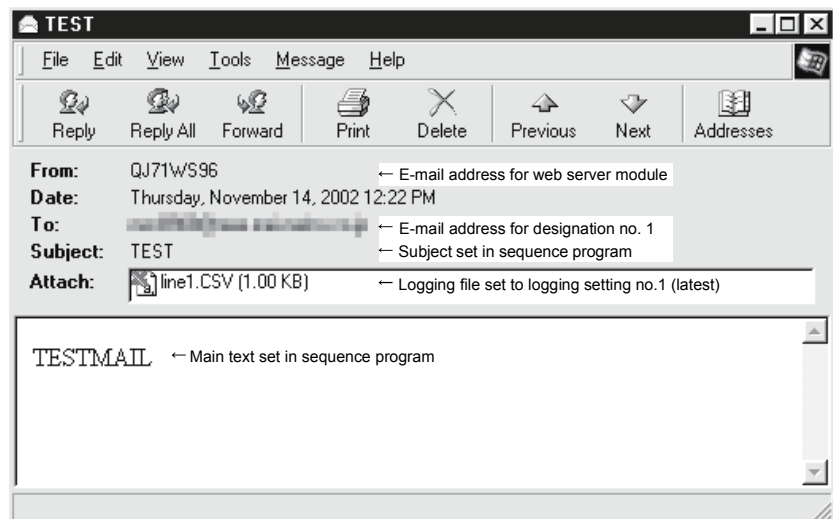 TEST
File Edit View Tools Message Help
Reply Reply All Forward Print Delete Previous Next Addresses
From: QJ71WS96 ← E-mail address for web server module
Date: Thursday, November 14, 2002 12:22 PM
To: ← E-mail address for designation no. 1
Subject: TEST ← Subject set in sequence program
Attach: line1.CSV (1.00 KB) ← Logging file set to logging setting no.1 (latest)
TESTMAIL ← Main text set in sequence program